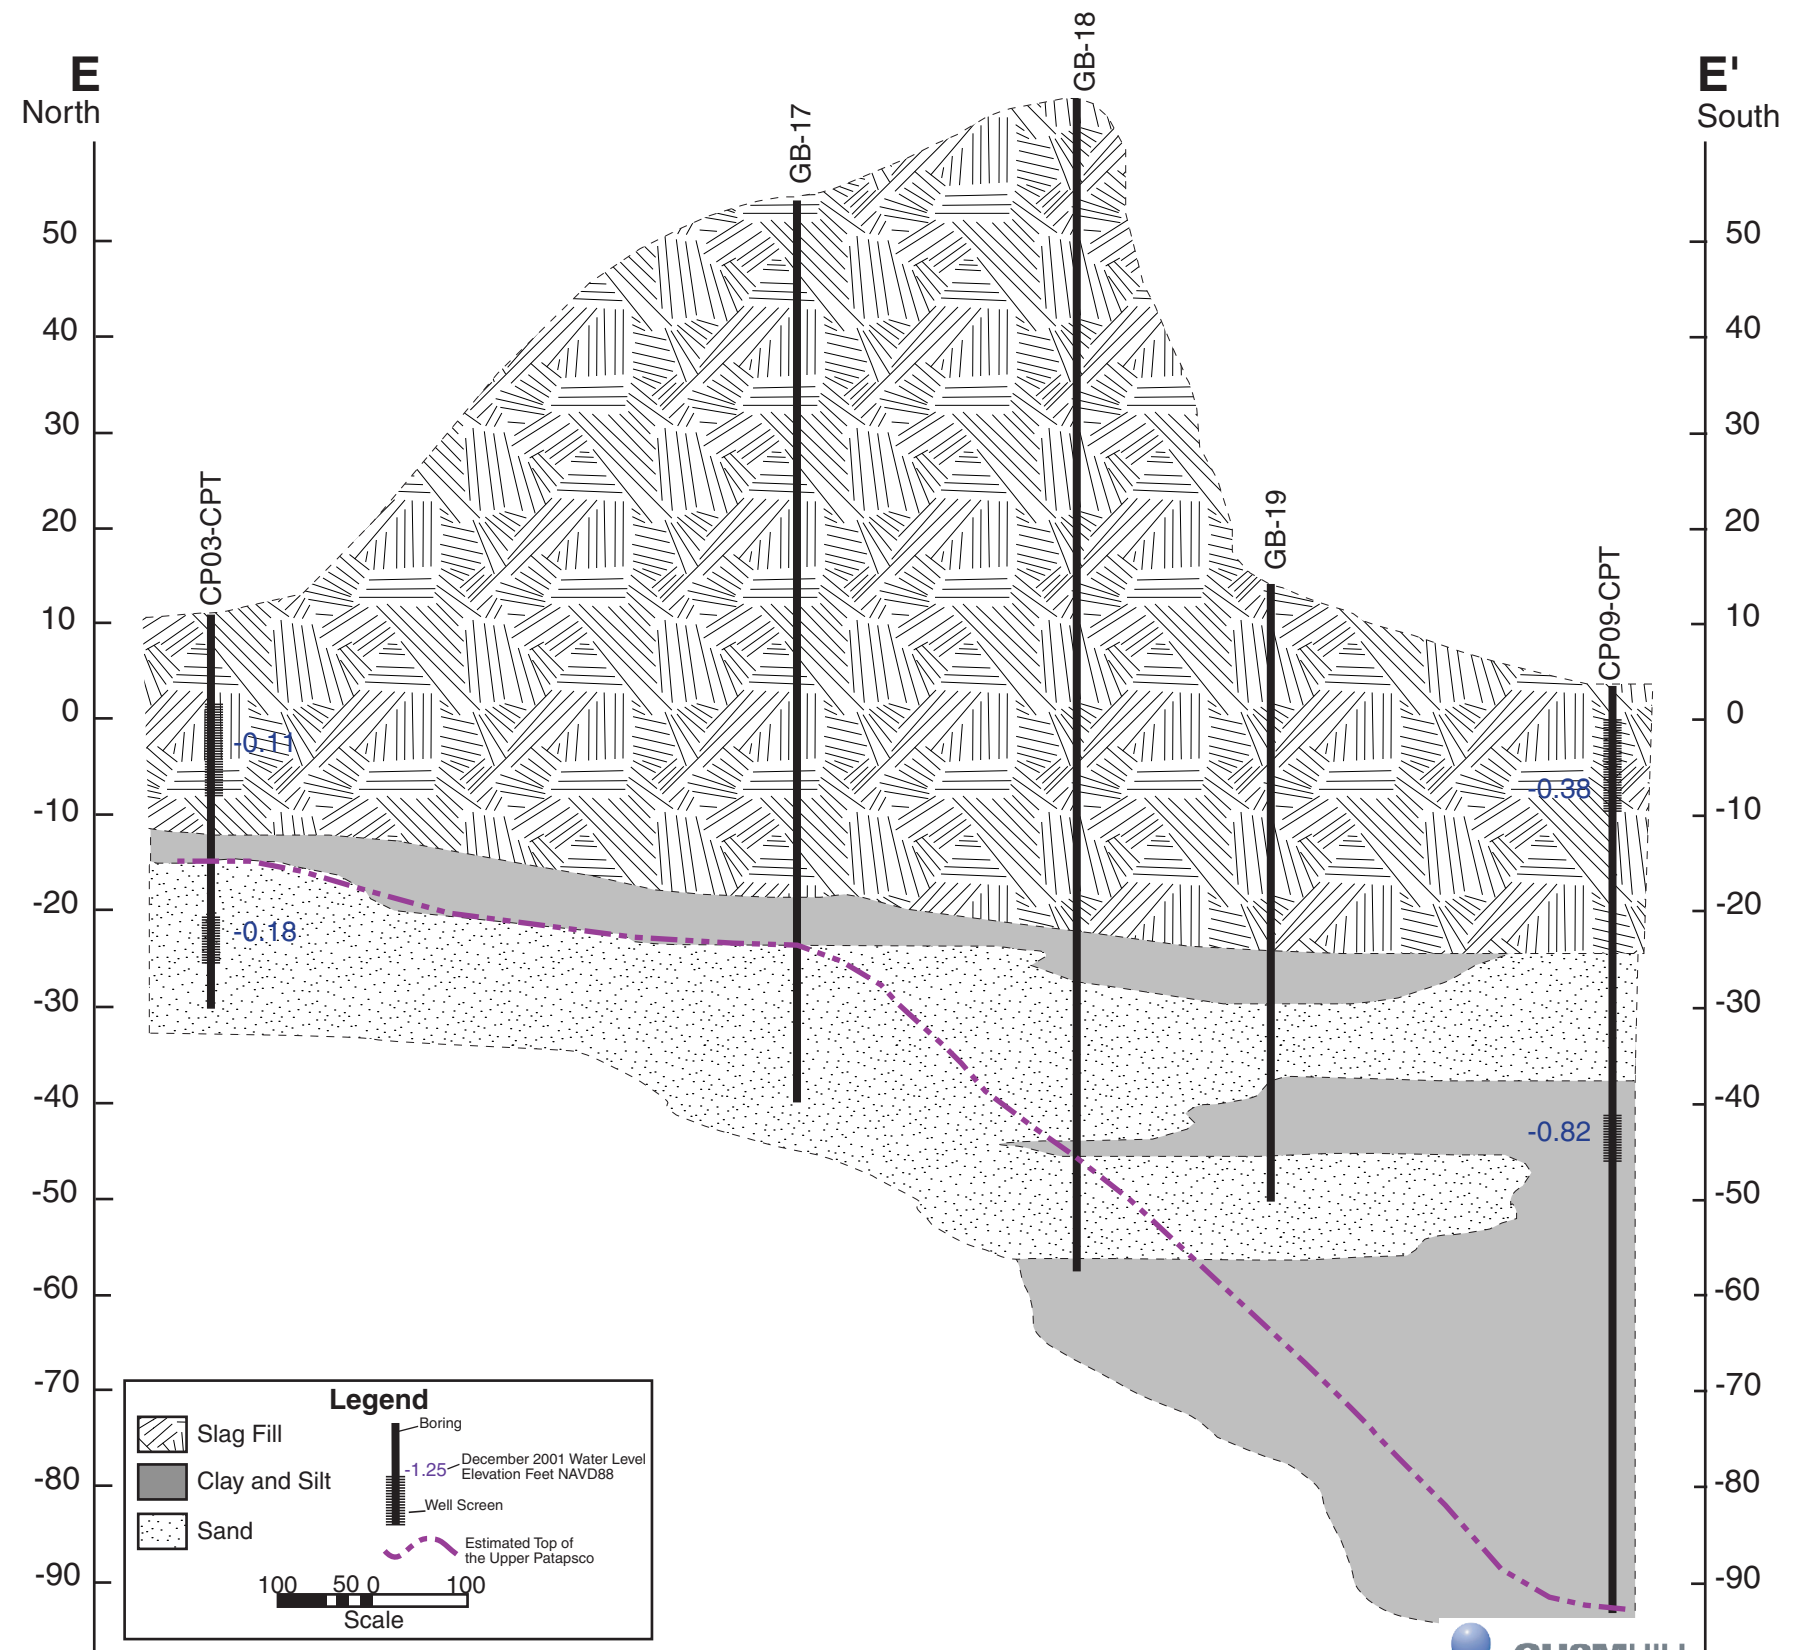 E
North
E'
South
GB-18
GB-17
CP03-CPT
GB-19
CP09-CPT
50
40
30
20
10
0
-10
-20
-30
-40
-50
-60
-70
-80
-90
50
40
30
20
10
0
-10
-20
-30
-40
-50
-60
-70
-80
-90
-0.11
-0.18
-0.38
-0.82
Legend
Slag Fill
Clay and Silt
Sand
Boring
-1.25
December 2001 Water Level
Elevation Feet NAVD88
Well Screen
Estimated Top of
the Upper Patapsco
100 50 0 100
Scale